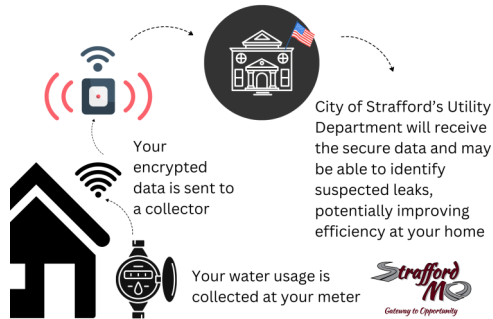 Your water usage is
collected at your meter
Your
encrypted
data is sent to
a collector
City of Strafford's Utility
Department will receive
the secure data and may
be able to identify
suspected leaks,
potentially improving
efficiency at your home
Strafford
MO
Gateway to Opportunity